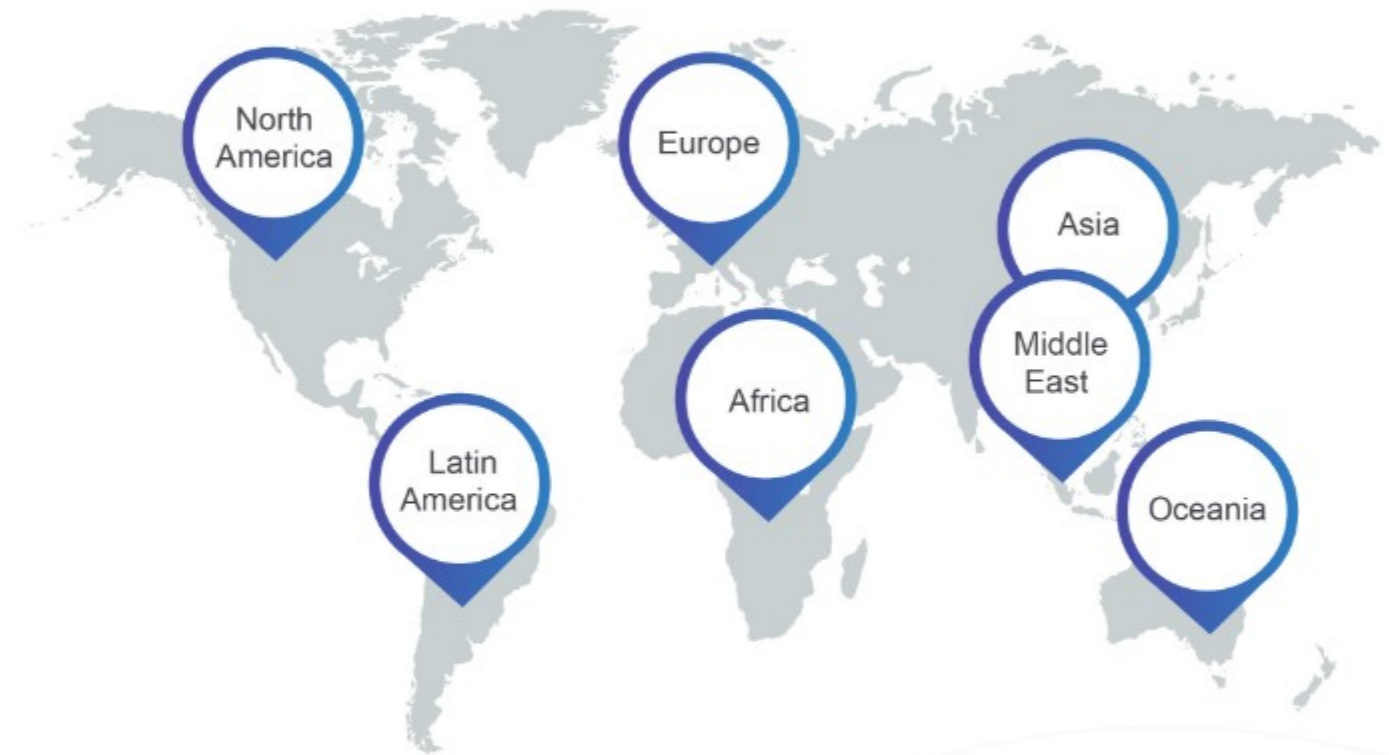 North
America
Europe
Asia
Middle
East
Africa
Latin
America
Oceania